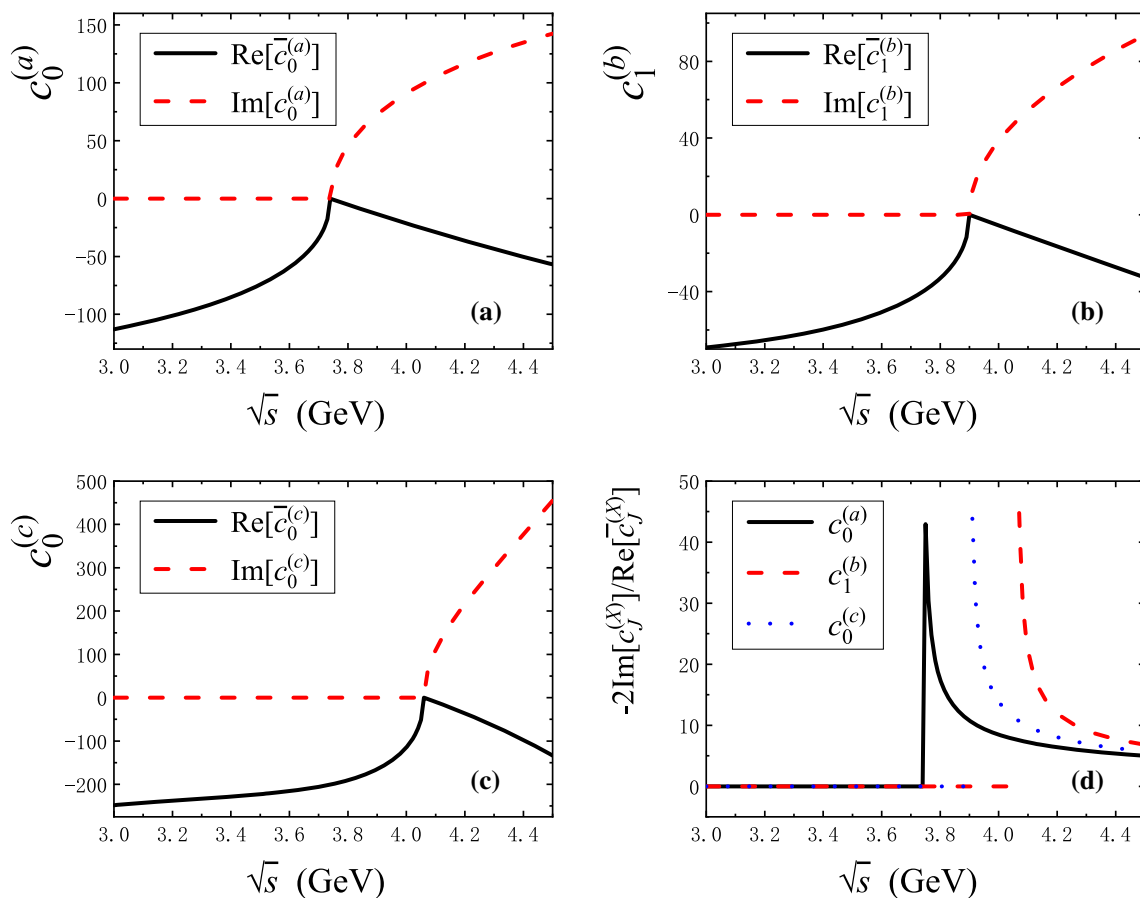 c_0^{(a)}
150
100
50
0
−50
−100
Re[c̅_0^{(a)}]
Im[c_0^{(a)}]
(a)
3.0 3.2 3.4 3.6 3.8 4.0 4.2 4.4
√s (GeV)
c_1^{(b)}
80
40
0
−40
Re[c̅_1^{(b)}]
Im[c_1^{(b)}]
(b)
3.0 3.2 3.4 3.6 3.8 4.0 4.2 4.4
√s (GeV)
c_0^{(c)}
500
400
300
200
100
0
−100
−200
Re[c̅_0^{(c)}]
Im[c_0^{(c)}]
(c)
3.0 3.2 3.4 3.6 3.8 4.0 4.2 4.4
√s (GeV)
-2Im[c_J^{(X)}]/Re[c̅_J^{(X)}]
50
40
30
20
10
0
c_0^{(a)}
c_1^{(b)}
c_0^{(c)}
(d)
3.0 3.2 3.4 3.6 3.8 4.0 4.2 4.4
√s (GeV)